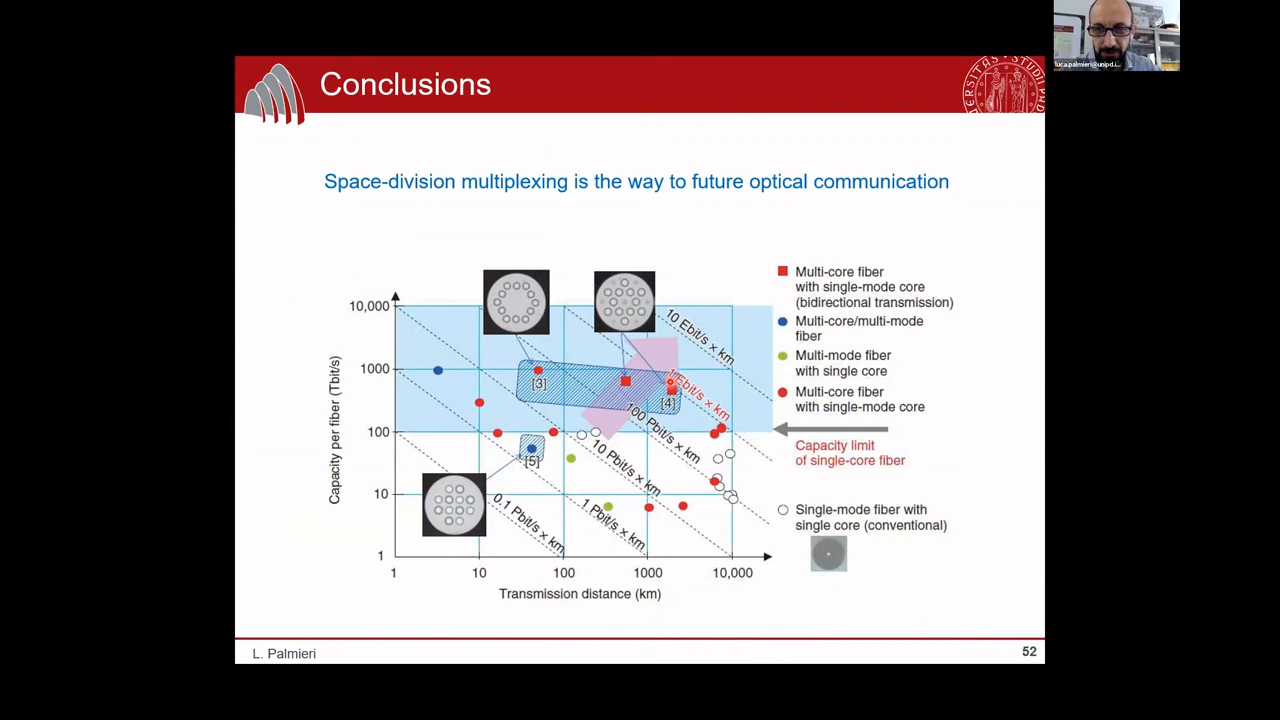 luca.palmieri@unipd.i...
Conclusions
Space-division multiplexing is the way to future optical communication
Multi-core fiber
with single-mode core
(bidirectional transmission)
Multi-core/multi-mode
fiber
Multi-mode fiber
with single core
Multi-core fiber
with single-mode core
Capacity limit
of single-core fiber
Single-mode fiber with
single core (conventional)
Capacity per fiber (Tbit/s)
10,000
1000
100
10
1
10 Ebit/s × km
1 Ebit/s × km
100 Pbit/s × km
10 Pbit/s × km
1 Pbit/s × km
0.1 Pbit/s × km
[3]
[4]
[5]
1
10
100
1000
10,000
Transmission distance (km)
L. Palmieri
52